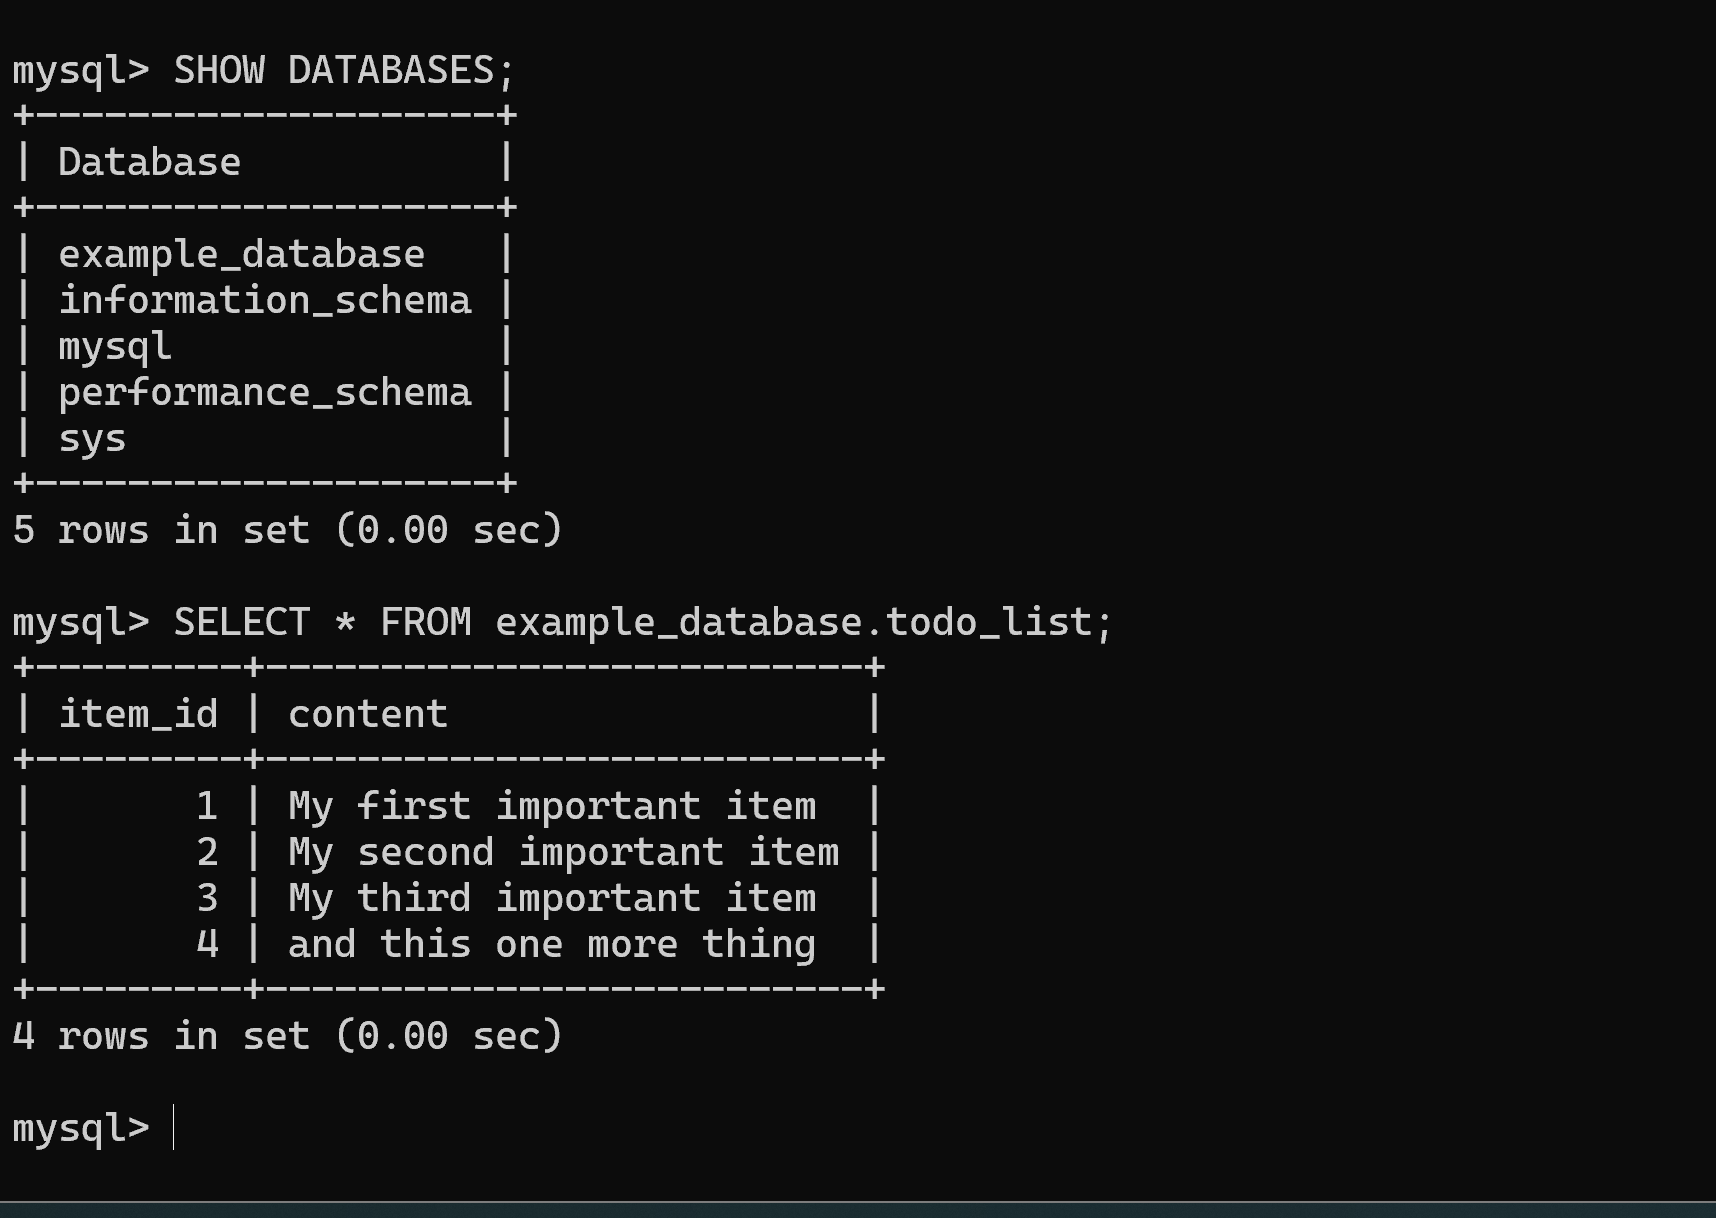 mysql> SHOW DATABASES;
+--------------------+
| Database           |
+--------------------+
| example_database   |
| information_schema |
| mysql              |
| performance_schema |
| sys                |
+--------------------+
5 rows in set (0.00 sec)

mysql> SELECT * FROM example_database.todo_list;
+---------+--------------------------+
| item_id | content                  |
+---------+--------------------------+
|       1 | My first important item  |
|       2 | My second important item |
|       3 | My third important item  |
|       4 | and this one more thing  |
+---------+--------------------------+
4 rows in set (0.00 sec)

mysql>